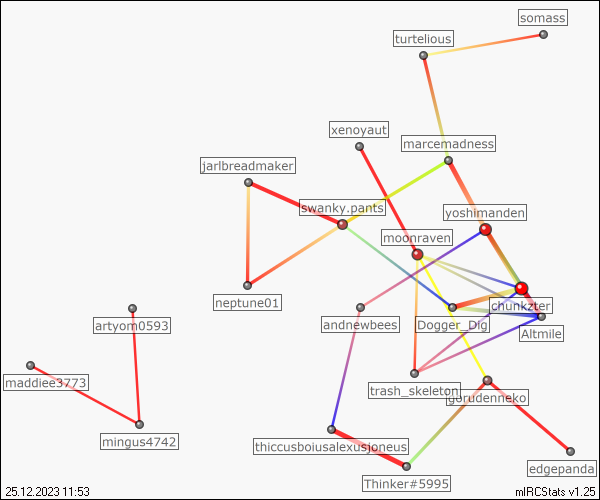 somass
turtelious
xenoyaut
marcemadness
jarlbreadmaker
swanky.pants
yoshimanden
moonraven
neptune01
chunkzter
artyom0593
andnewbees
Dogger_Dig
Altmile
maddiee3773
trash_skeleton
gorudenneko
mingus4742
thiccusboiusalexusjoneus
edgepanda
Thinker#5995
25.12.2023 11:53
mIRCStats v1.25